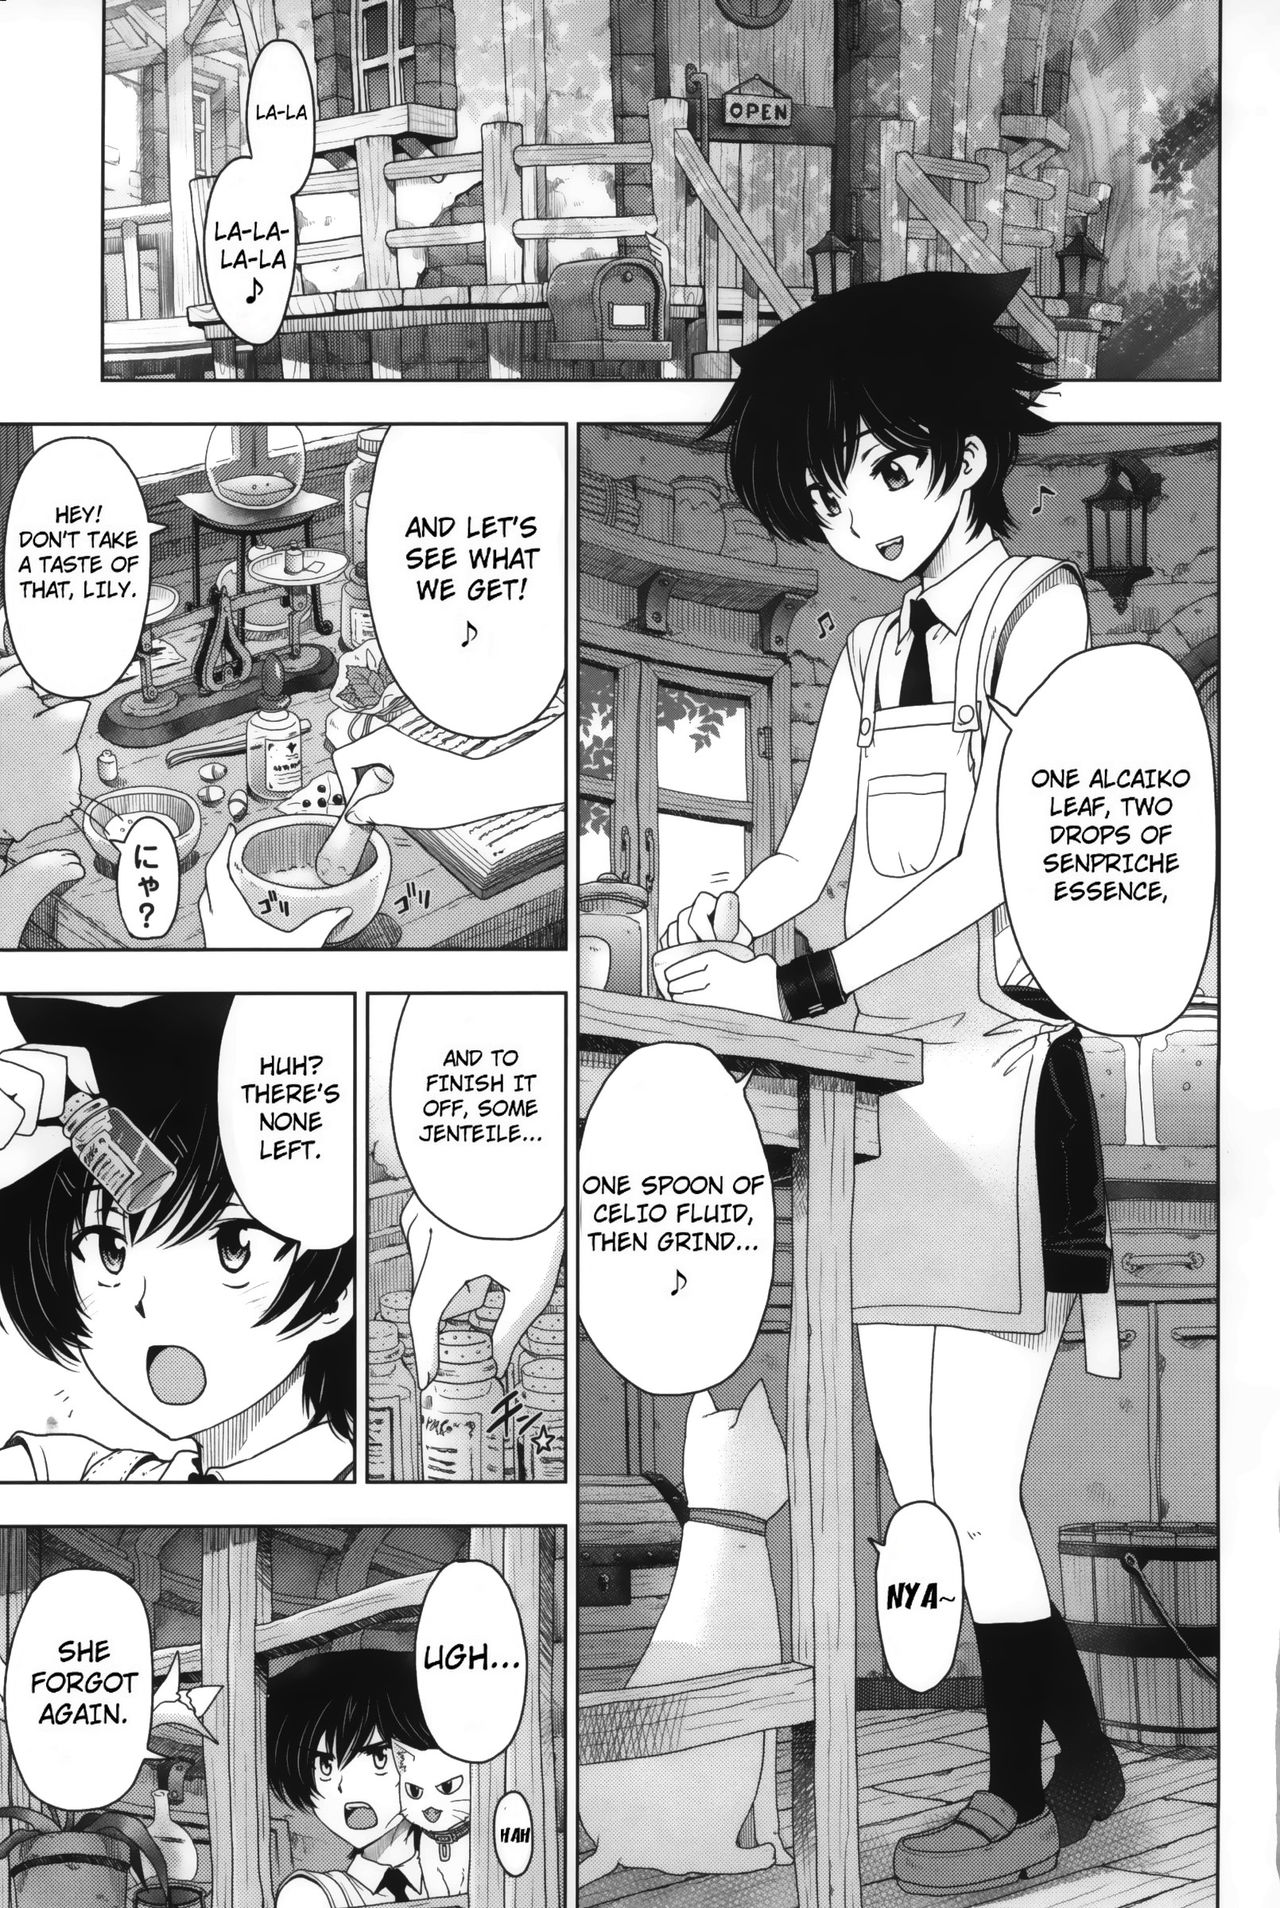 LA-LA
LA-LA-
LA-LA
♪
OPEN
ONE ALCAIKO
LEAF, TWO
DROPS OF
SENPRICHE
ESSENCE,
ONE SPOON OF
CELIO FLUID,
THEN GRIND...
♪
NYA~
AND LET'S
SEE WHAT
WE GET!
♪
HEY!
DON'T TAKE
A TASTE OF
THAT, LILY.
にゃ?
ゴリ
ゴリ
AND TO
FINISH IT
OFF, SOME
JENTEILE...
チン☆
HUH?
THERE'S
NONE
LEFT.
UGH...
HAH
SHE
FORGOT
AGAIN.